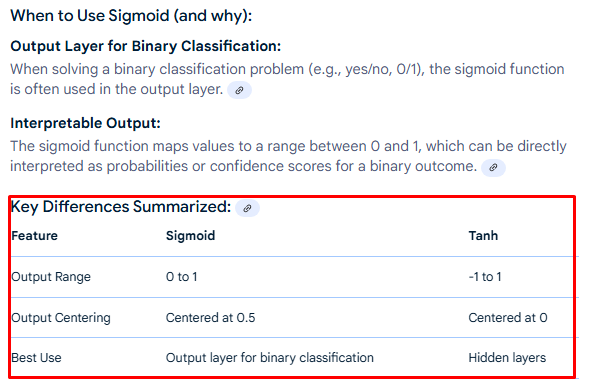 When to Use Sigmoid (and why):
Output Layer for Binary Classification:
When solving a binary classification problem (e.g., yes/no, 0/1), the sigmoid function
is often used in the output layer.
Interpretable Output:
The sigmoid function maps values to a range between 0 and 1, which can be directly
interpreted as probabilities or confidence scores for a binary outcome.
Key Differences Summarized:
Feature Sigmoid Tanh
Output Range 0 to 1 -1 to 1
Output Centering Centered at 0.5 Centered at 0
Best Use Output layer for binary classification Hidden layers